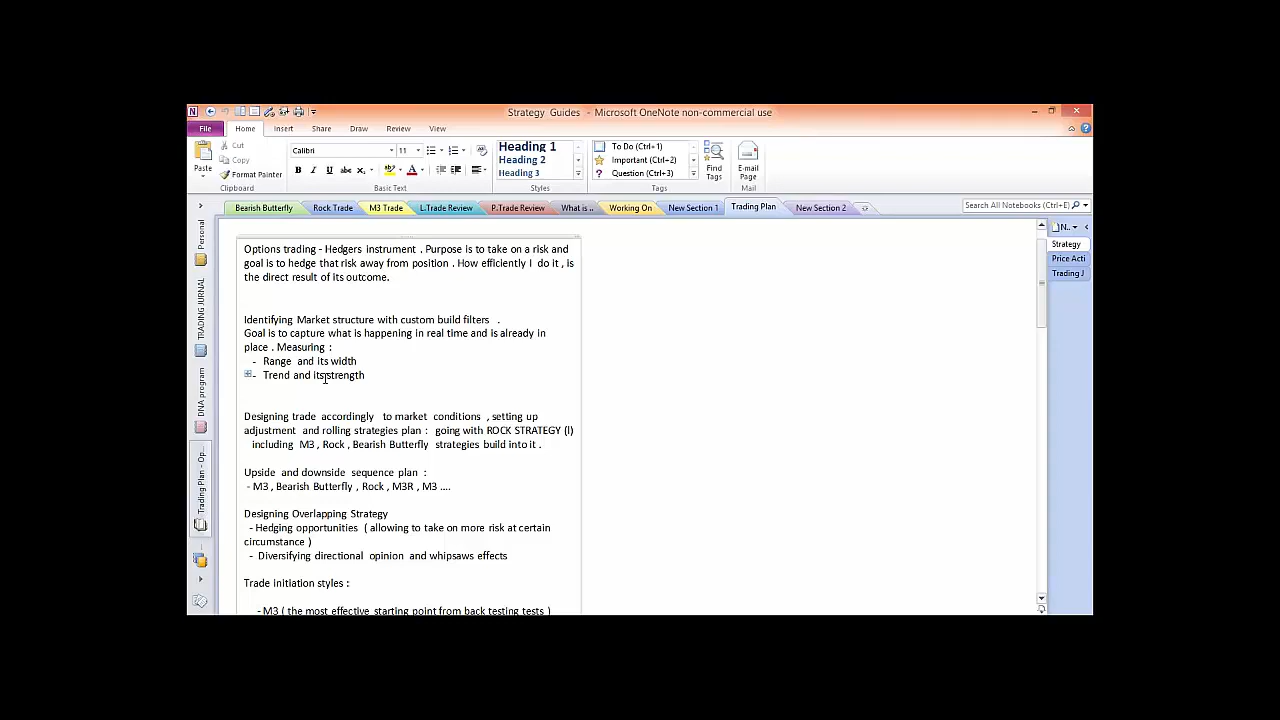 Strategy Guides - Microsoft OneNote non-commercial use
File Home Insert Share Draw Review View
Paste
Cut
Copy
Format Painter
Clipboard
Calibri 11
B I U abc x₂ A
Basic Text
Heading 1
Heading 2
Heading 3
Styles
To Do (Ctrl+1)
Important (Ctrl+2)
? Question (Ctrl+3)
Tags
Find Tags
E-mail Page
Mail
Bearish Butterfly Rock Trade M3 Trade L.Trade Review P.Trade Review What is .. Working On New Section 1 Trading Plan New Section 2
Search All Notebooks (Ctrl+E)
Personal
TRADING JOURNAL
DNA program
Trading Plan - Op...
N..
Strategy
Price Acti
Trading J
Options trading - Hedgers instrument . Purpose is to take on a risk and
goal is to hedge that risk away from position . How efficiently I do it , is
the direct result of its outcome.
Identifying Market structure with custom build filters .
Goal is to capture what is happening in real time and is already in
place . Measuring :
- Range and its width
- Trend and its strength
Designing trade accordingly to market conditions , setting up
adjustment and rolling strategies plan : going with ROCK STRATEGY (I)
including M3 , Rock , Bearish Butterfly strategies build into it .
Upside and downside sequence plan :
- M3 , Bearish Butterfly , Rock , M3R , M3 ....
Designing Overlapping Strategy
- Hedging opportunities ( allowing to take on more risk at certain
circumstance )
- Diversifying directional opinion and whipsaws effects
Trade initiation styles :
- M3 ( the most effective starting point from back testing tests )